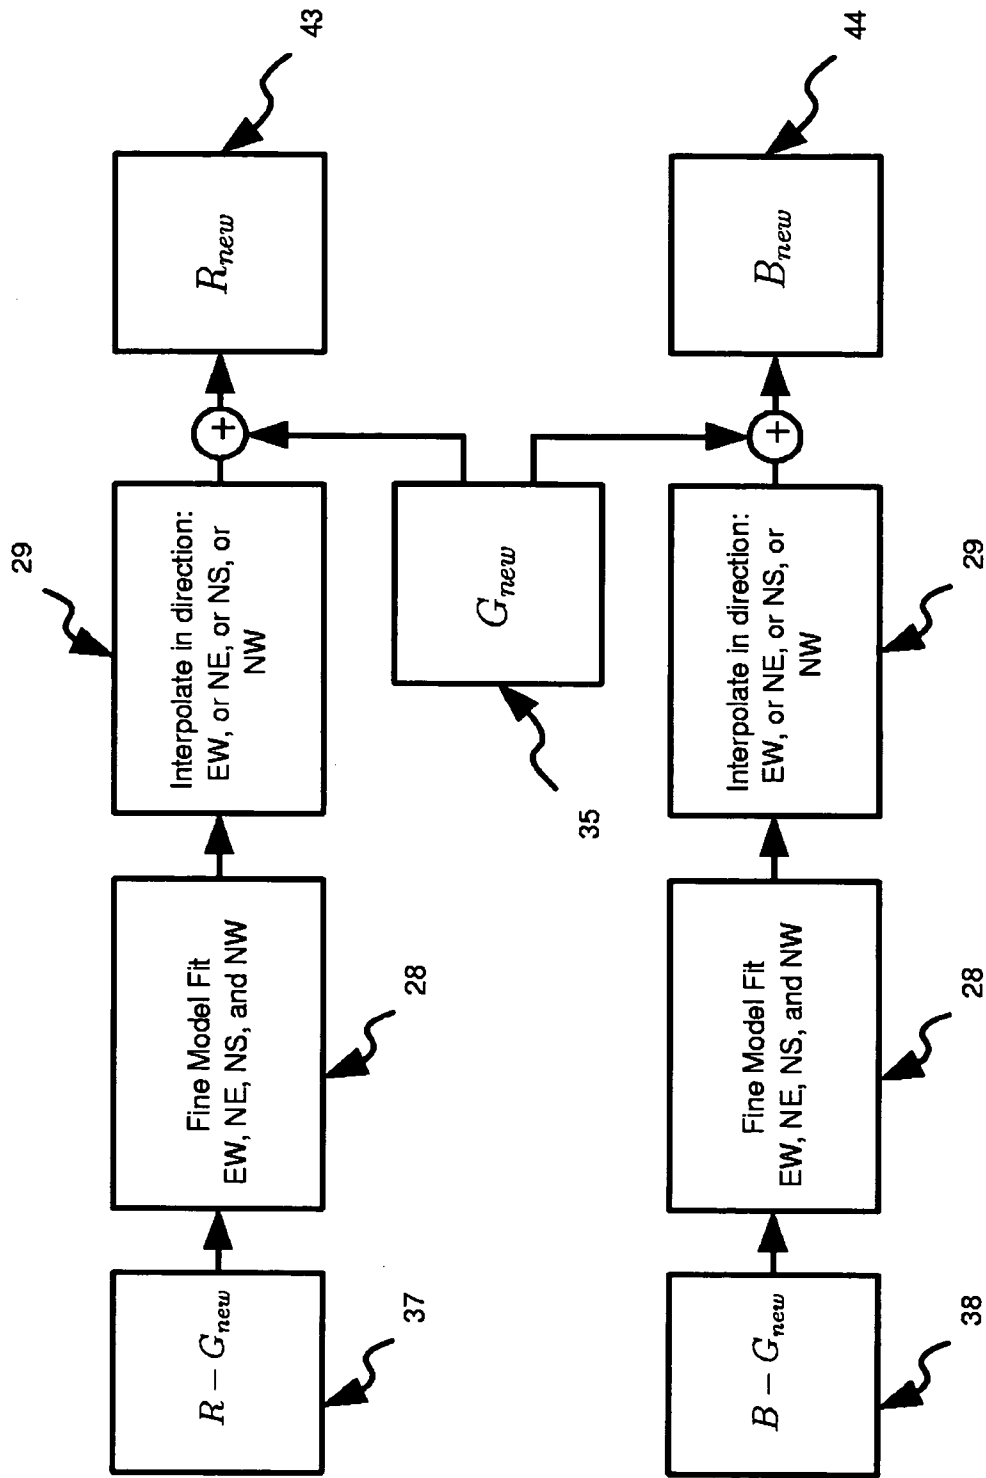 29
43
R − G_new
Fine Model Fit
EW, NE, NS, and NW
Interpolate in direction:
EW, or NE, or NS, or
NW
+
R_new
37
28
G_new
35
44
B − G_new
Fine Model Fit
EW, NE, NS, and NW
Interpolate in direction:
EW, or NE, or NS, or
NW
+
B_new
38
28
29